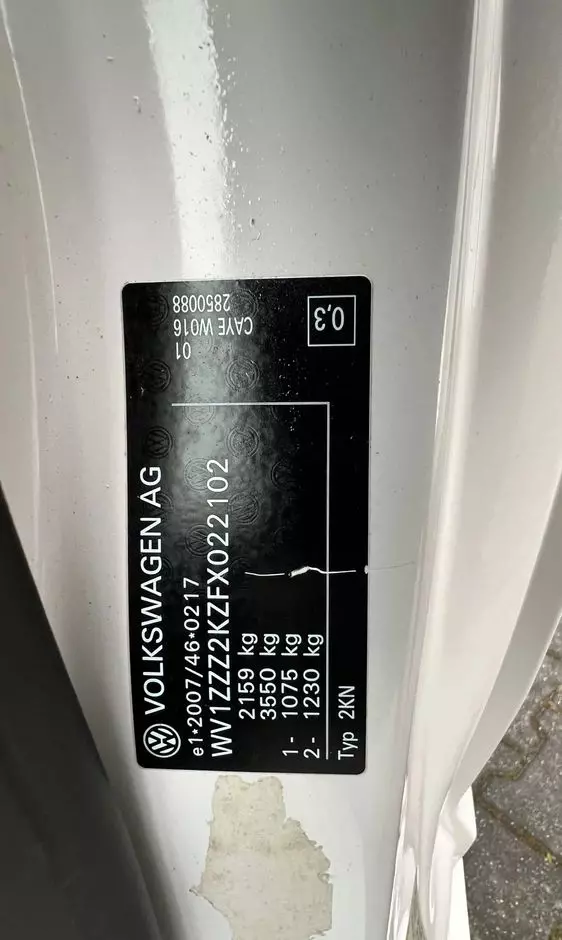 VOLKSWAGEN AG
e1*2007/46*0217
WV1ZZZ2KZFX022102
2159 kg
3550 kg
1- 1075 kg
2- 1230 kg
Typ 2KN
01
CAYE W016
2850088
0,3